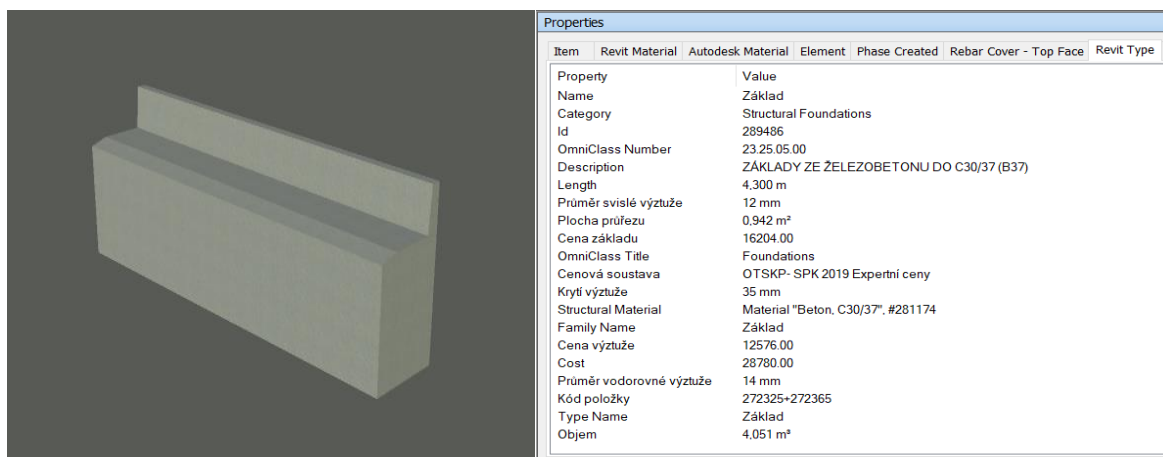 Properties
Item Revit Material Autodesk Material Element Phase Created Rebar Cover - Top Face Revit Type
Property Value
Name Základ
Category Structural Foundations
Id 289486
OmniClass Number 23.25.05.00
Description ZÁKLADY ZE ŽELEZOBETONU DO C30/37 (B37)
Length 4,300 m
Průměr svislé výztuže 12 mm
Plocha průřezu 0,942 m²
Cena základu 16204.00
OmniClass Title Foundations
Cenová soustava OTSKP- SPK 2019 Expertní ceny
Krytí výztuže 35 mm
Structural Material Material "Beton, C30/37", #281174
Family Name Základ
Cena výztuže 12576.00
Cost 28780.00
Průměr vodorovné výztuže 14 mm
Kód položky 272325+272365
Type Name Základ
Objem 4,051 m³